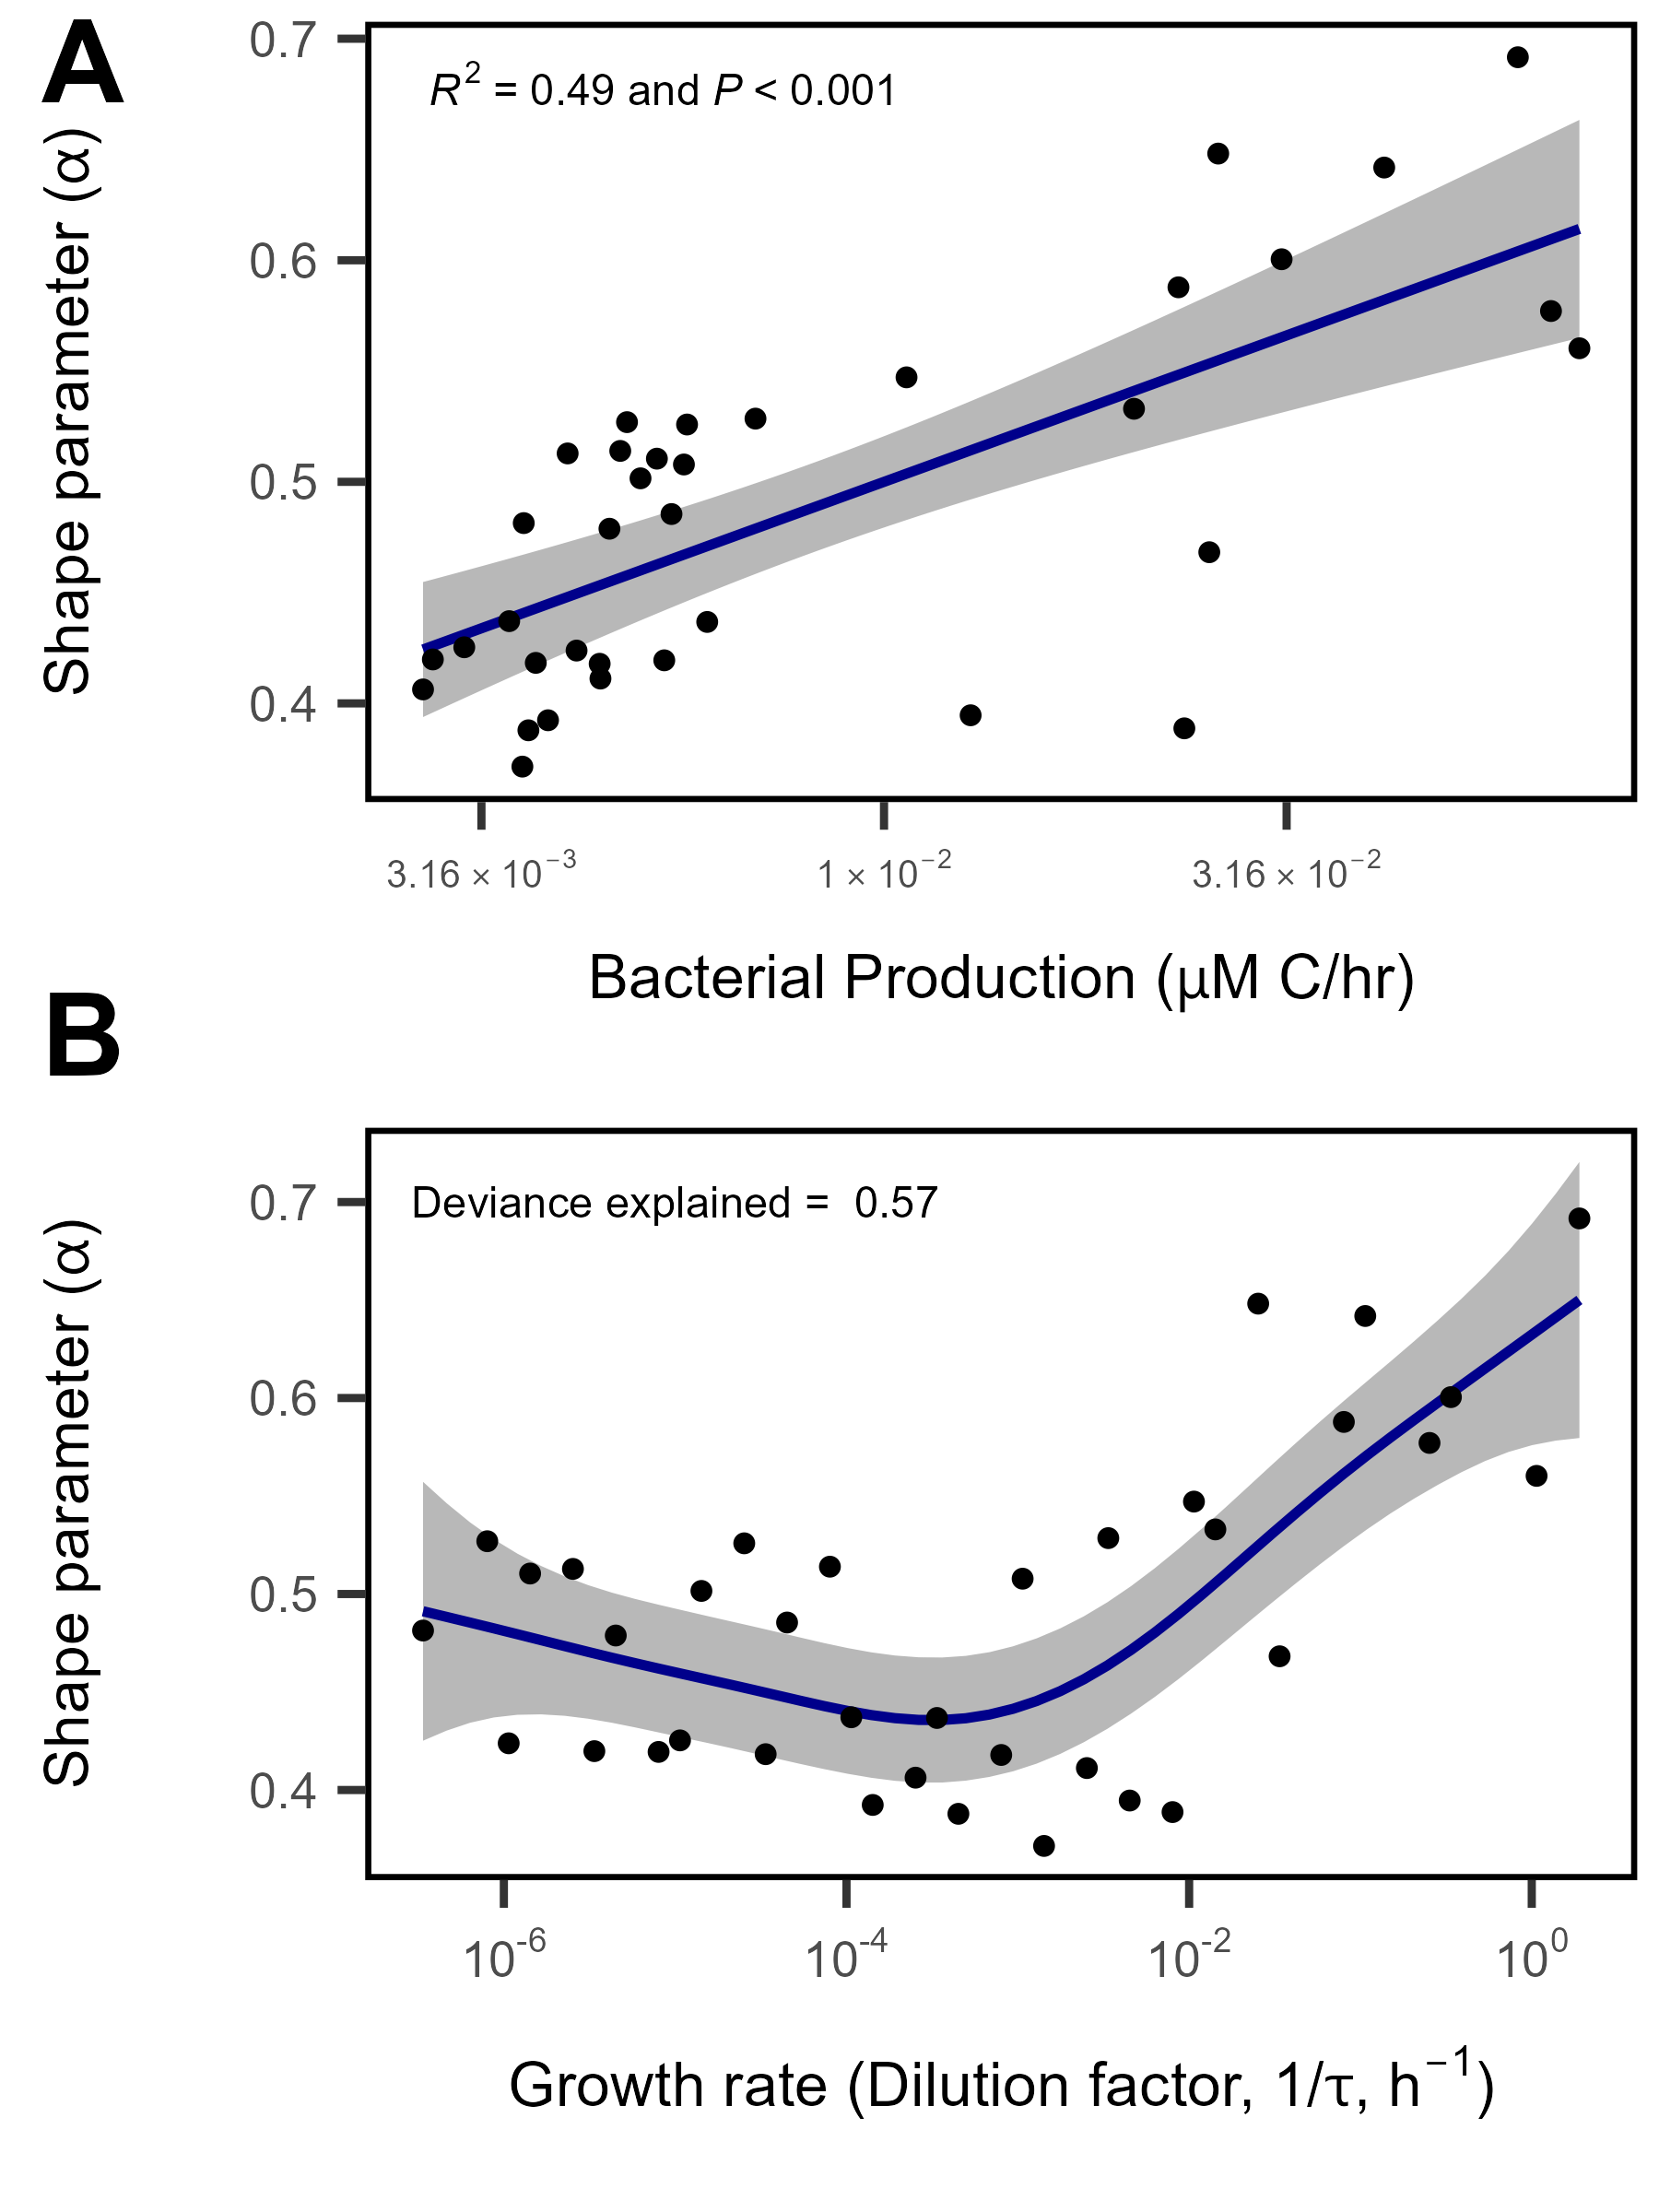 A
0.7
R² = 0.49 and P < 0.001
0.6
0.5
0.4
Shape parameter (α)
3.16 × 10⁻³ 1 × 10⁻² 3.16 × 10⁻²
Bacterial Production (μM C/hr)
B
0.7
Deviance explained = 0.57
0.6
0.5
0.4
Shape parameter (α)
10⁻⁶ 10⁻⁴ 10⁻² 10⁰
Growth rate (Dilution factor, 1/τ, h⁻¹)